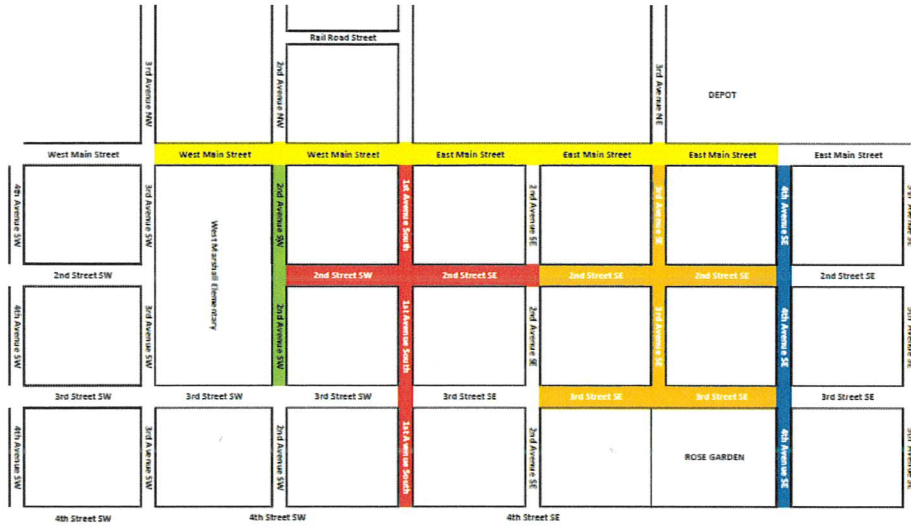 Rail Road Street
3rd Avenue NW
2nd Avenue NW
3rd Avenue NE
DEPOT
West Main Street
West Main Street
West Main Street
East Main Street
East Main Street
East Main Street
East Main Street
4th Avenue SW
3rd Avenue SW
West Marshall Elementary
2nd Avenue SW
1st Avenue South
2nd Avenue SE
3rd Avenue SE
4th Avenue SE
2nd Street SW
2nd Street SW
2nd Street SE
2nd Street SE
2nd Street SE
2nd Street SE
4th Avenue SW
3rd Avenue SW
2nd Avenue SW
1st Avenue South
2nd Avenue SE
3rd Avenue SE
4th Avenue SE
3rd Street SW
3rd Street SW
3rd Street SW
3rd Street SE
3rd Street SE
3rd Street SE
3rd Street SE
4th Avenue SW
3rd Avenue SW
2nd Avenue SW
1st Avenue South
2nd Avenue SE
ROSE GARDEN
4th Avenue SE
4th Street SW
4th Street SW
4th Street SE